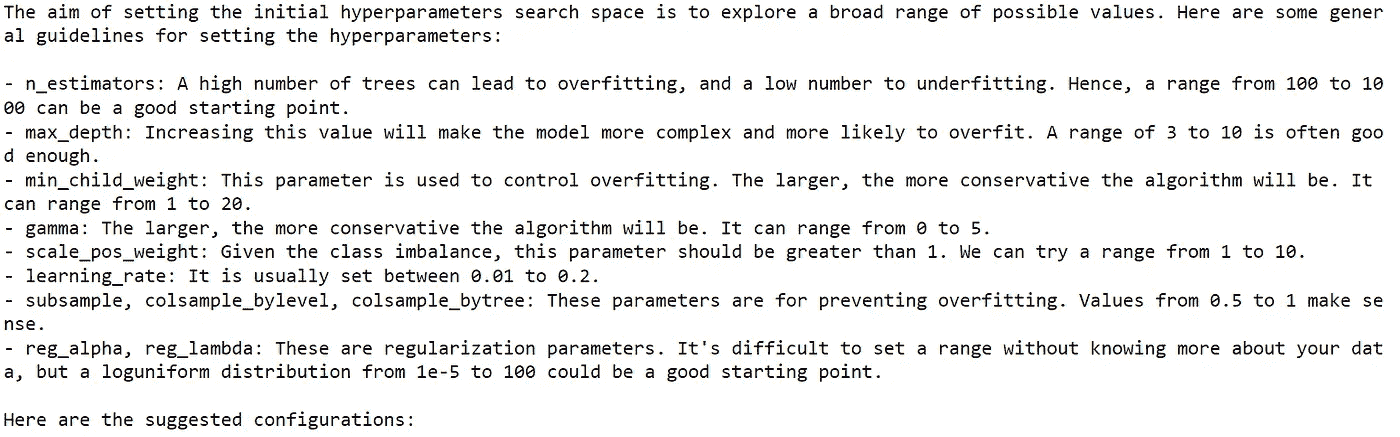 The aim of setting the initial hyperparameters search space is to explore a broad range of possible values. Here are some gener
al guidelines for setting the hyperparameters:
- n_estimators: A high number of trees can lead to overfitting, and a low number to underfitting. Hence, a range from 100 to 10
00 can be a good starting point.
- max_depth: Increasing this value will make the model more complex and more likely to overfit. A range of 3 to 10 is often goo
d enough.
- min_child_weight: This parameter is used to control overfitting. The larger, the more conservative the algorithm will be. It
can range from 1 to 20.
- gamma: The larger, the more conservative the algorithm will be. It can range from 0 to 5.
- scale_pos_weight: Given the class imbalance, this parameter should be greater than 1. We can try a range from 1 to 10.
- learning_rate: It is usually set between 0.01 to 0.2.
- subsample, colsample_bylevel, colsample_bytree: These parameters are for preventing overfitting. Values from 0.5 to 1 make se
nse.
- reg_alpha, reg_lambda: These are regularization parameters. It's difficult to set a range without knowing more about your dat
a, but a loguniform distribution from 1e-5 to 100 could be a good starting point.
Here are the suggested configurations: